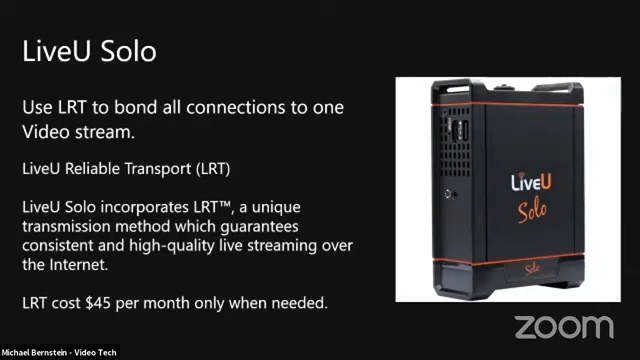 LiveU Solo
Use LRT to bond all connections to one
Video stream.
LiveU Reliable Transport (LRT)
LiveU Solo incorporates LRT™, a unique
transmission method which guarantees
consistent and high-quality live streaming over
the Internet.
LRT cost $45 per month only when needed.
LiveU
Solo
Solo
zoom
Michael Bernstein - Video Tech